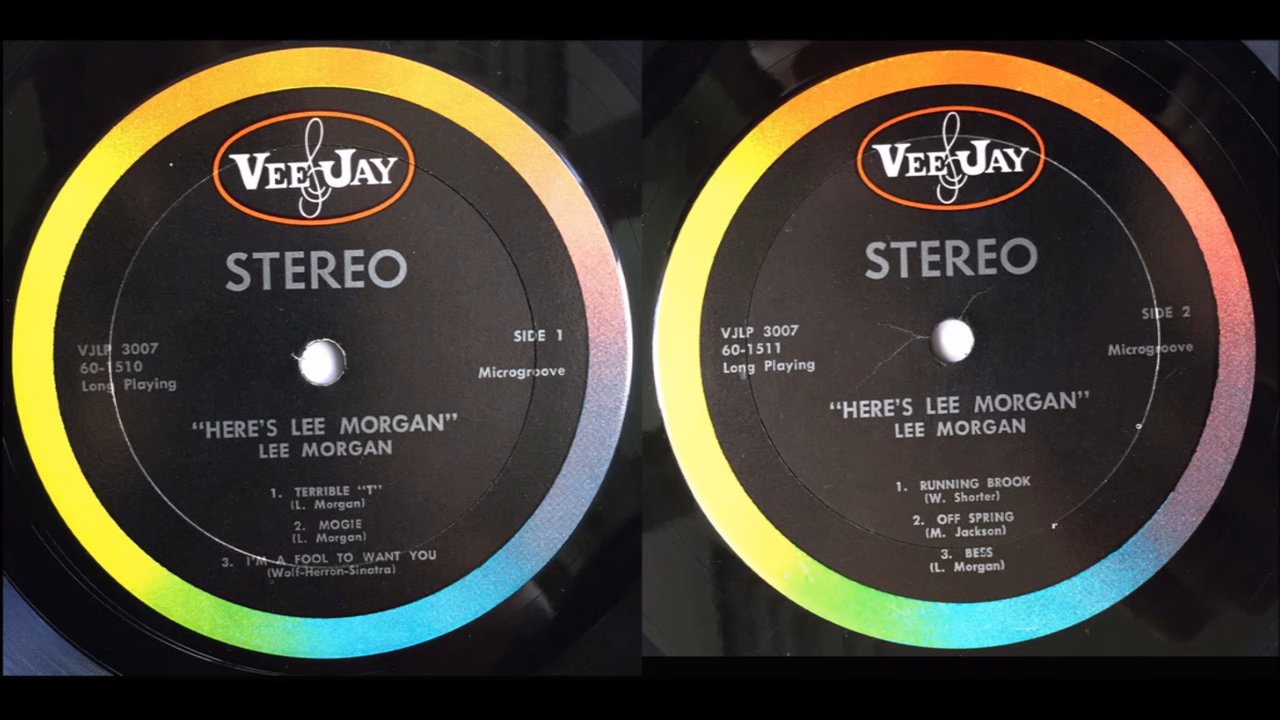 VEE JAY
STEREO
VJLP 3007
60-1510
Long Playing
SIDE 1
Microgroove
“HERE'S LEE MORGAN”
LEE MORGAN
1. TERRIBLE “T”
(L. Morgan)
2. MOGIE
(L. Morgan)
3. I'M A FOOL TO WANT YOU
(Wolf-Herron-Sinatra)
VEE JAY
STEREO
VJLP 3007
60-1511
Long Playing
SIDE 2
Microgroove
“HERE'S LEE MORGAN”
LEE MORGAN
1. RUNNING BROOK
(W. Shorter)
2. OFF SPRING
(M. Jackson)
3. BESS
(L. Morgan)